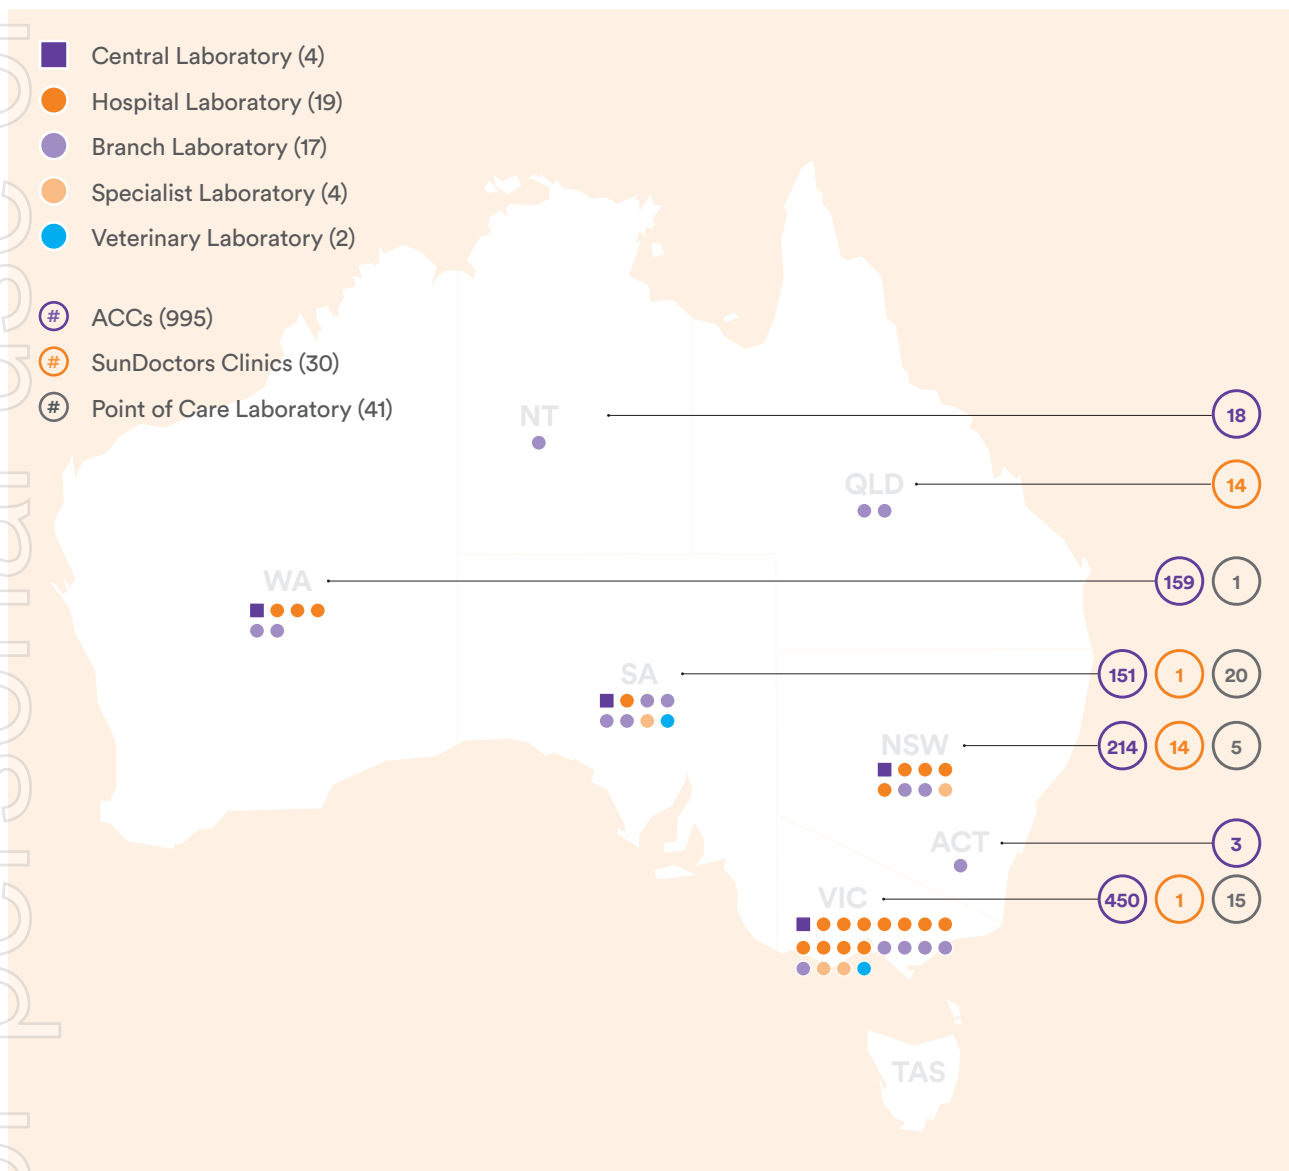 Central Laboratory (4)
Hospital Laboratory (19)
Branch Laboratory (17)
Specialist Laboratory (4)
Veterinary Laboratory (2)
# ACCs (995)
# SunDoctors Clinics (30)
# Point of Care Laboratory (41)
NT 18
QLD 14
WA 159 1
SA 151 1 20
NSW 214 14 5
ACT 3
VIC 450 1 15
TAS